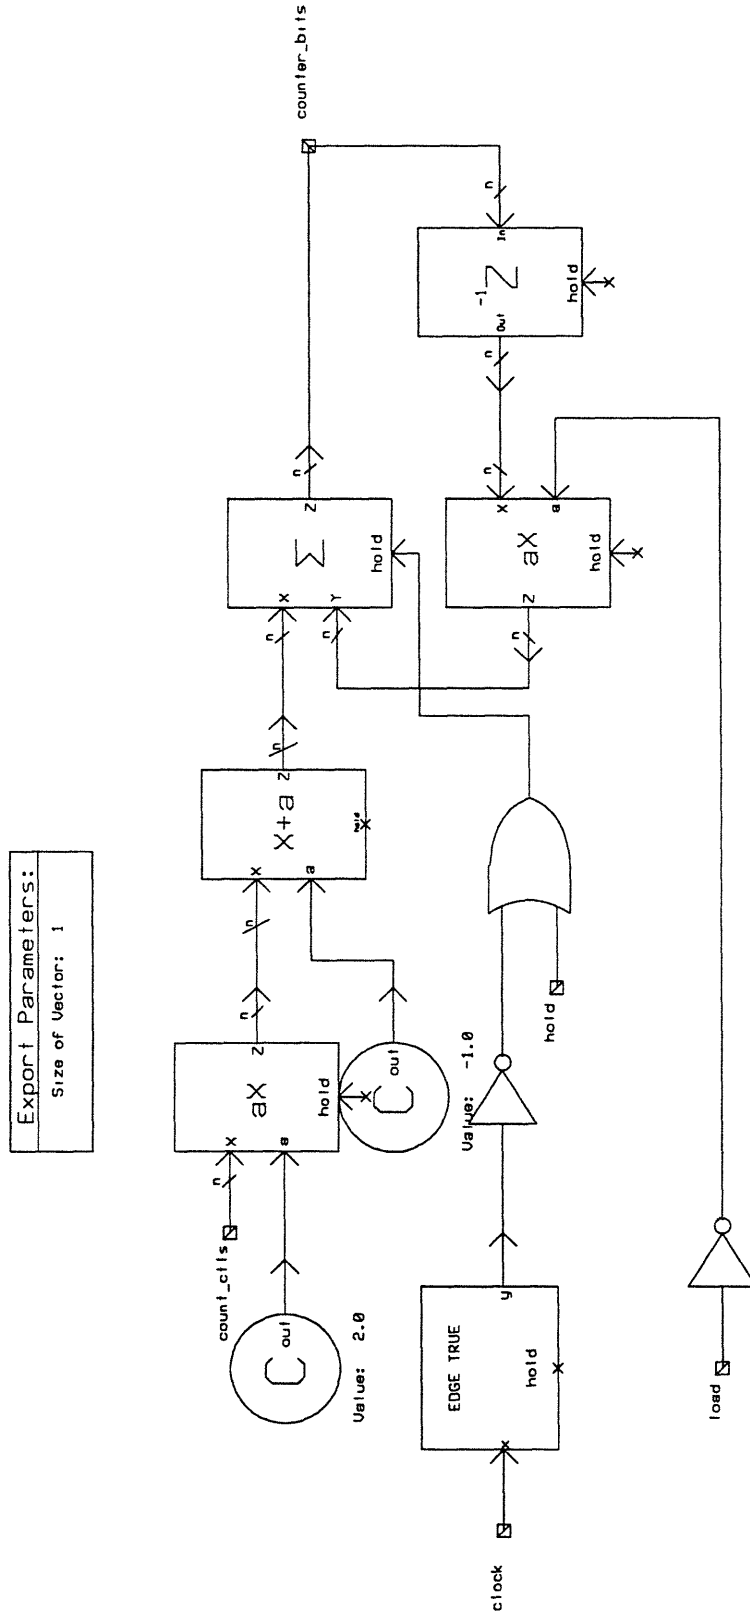 Export Parameters:
Size of Vector: 1
counter_bits
n
In
Z
-1
Out
hold
n
n
n
Z
Σ
X
Y
hold
n
n
X
a
aX
Z
hold
n
n
Z
X+a
X
a
hold
n
n
Z
aX
X
a
hold
n
count_ctls
C
out
Value: -1.0
C
out
Value: 2.0
hold
y
EDGE TRUE
hold
x
clock
load